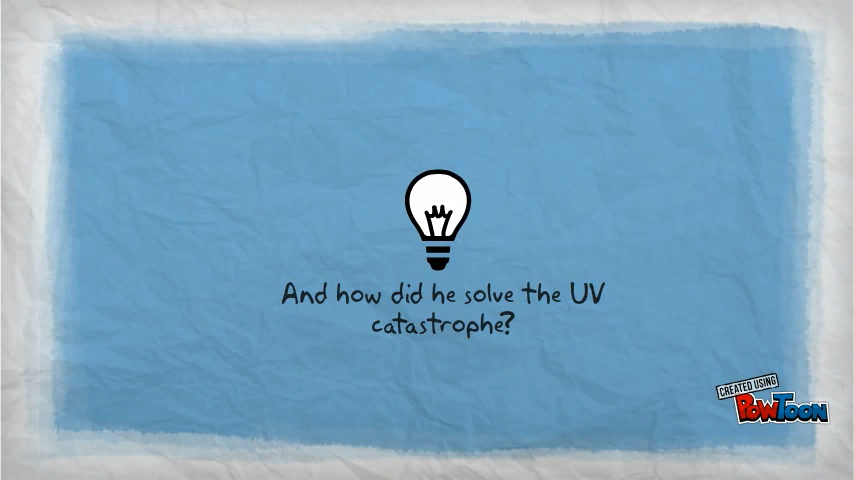 And how did he solve the UV
catastrophe?
CREATED USING
POWTOON